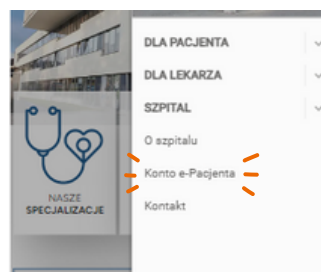 DLA PACJENTA
DLA LEKARZA
SZPITAL
O szpitalu
Konto e-Pacjenta
Kontakt
NASZE
SPECJALIZACJE